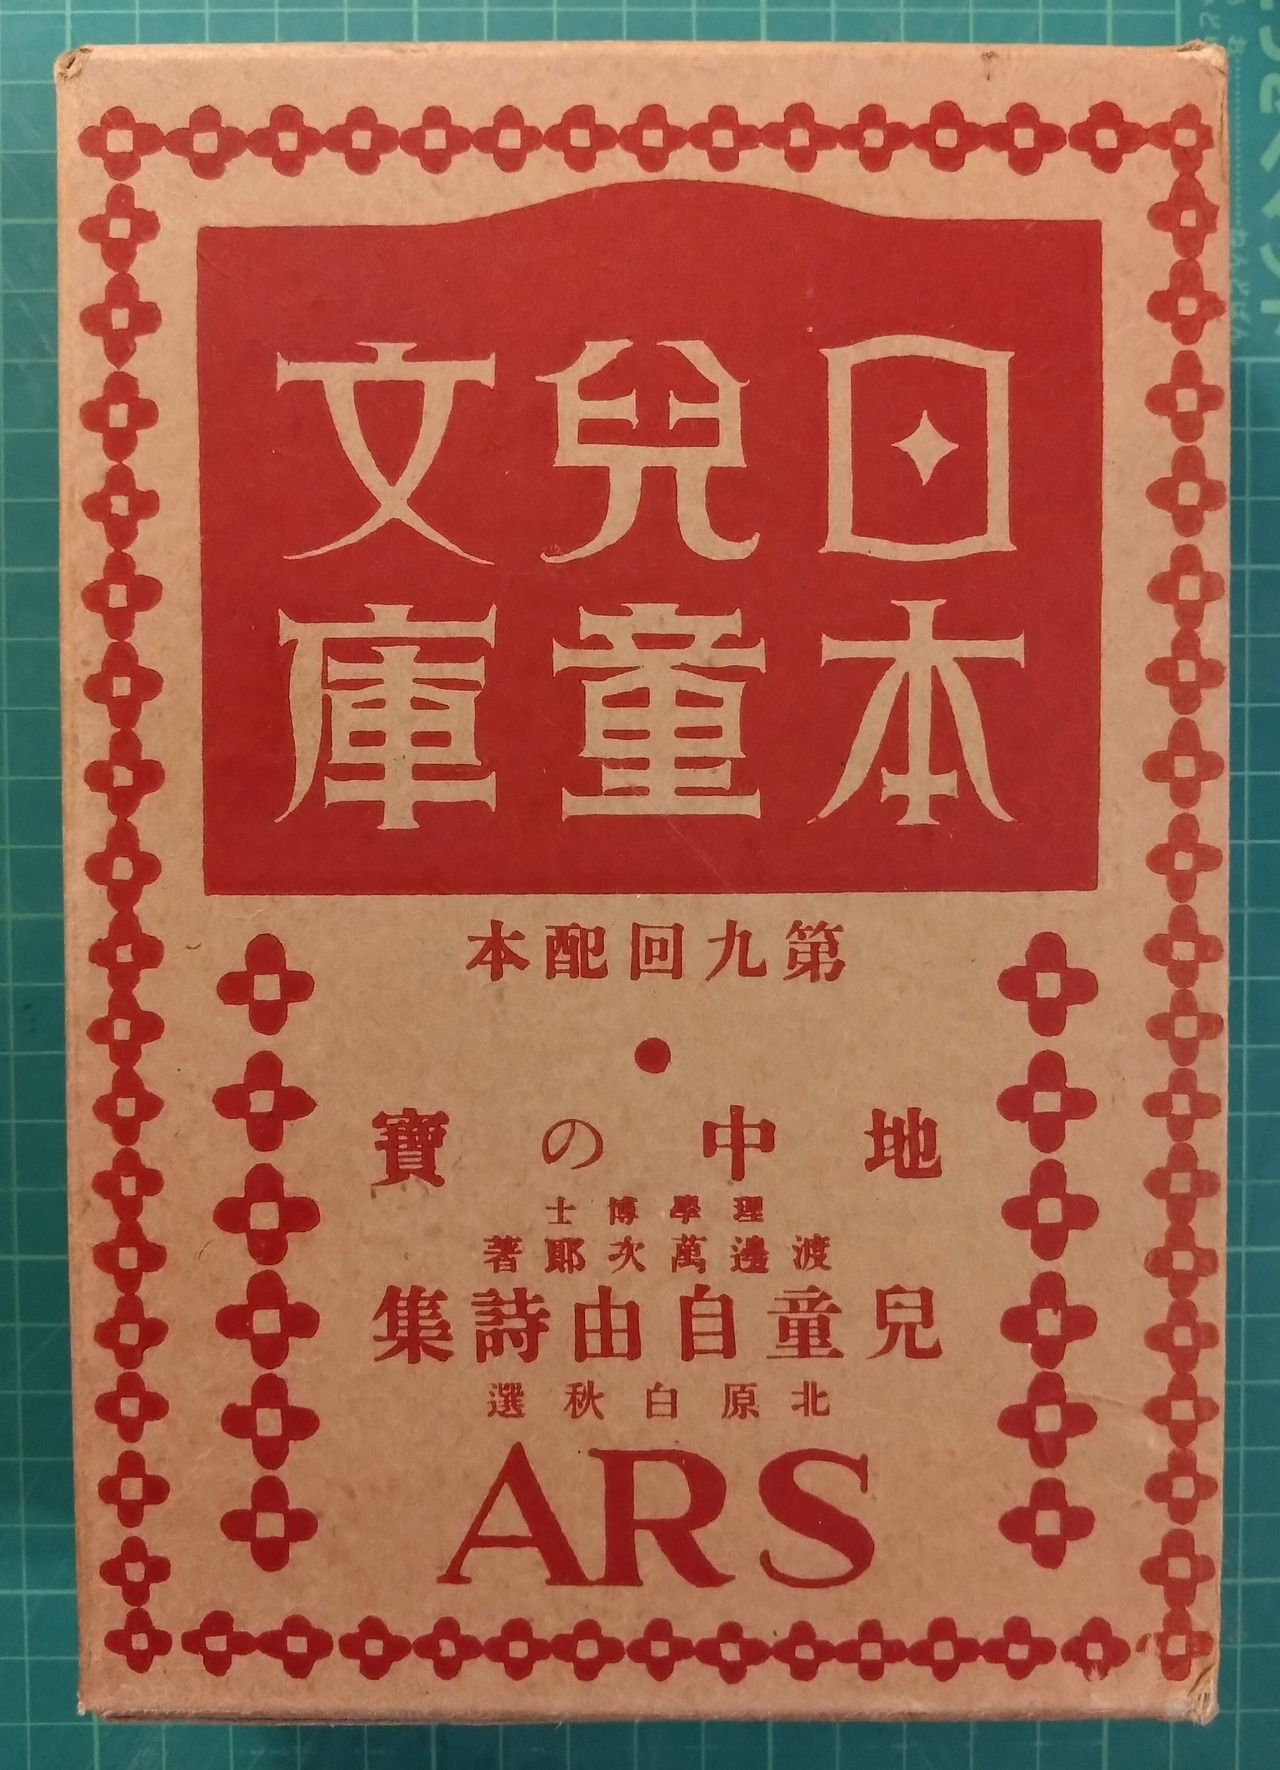 日本兒童文庫
第九回配本
地中の寶
理學博士
渡邊萬次郎著
兒童自由詩集
北原白秋選
ARS